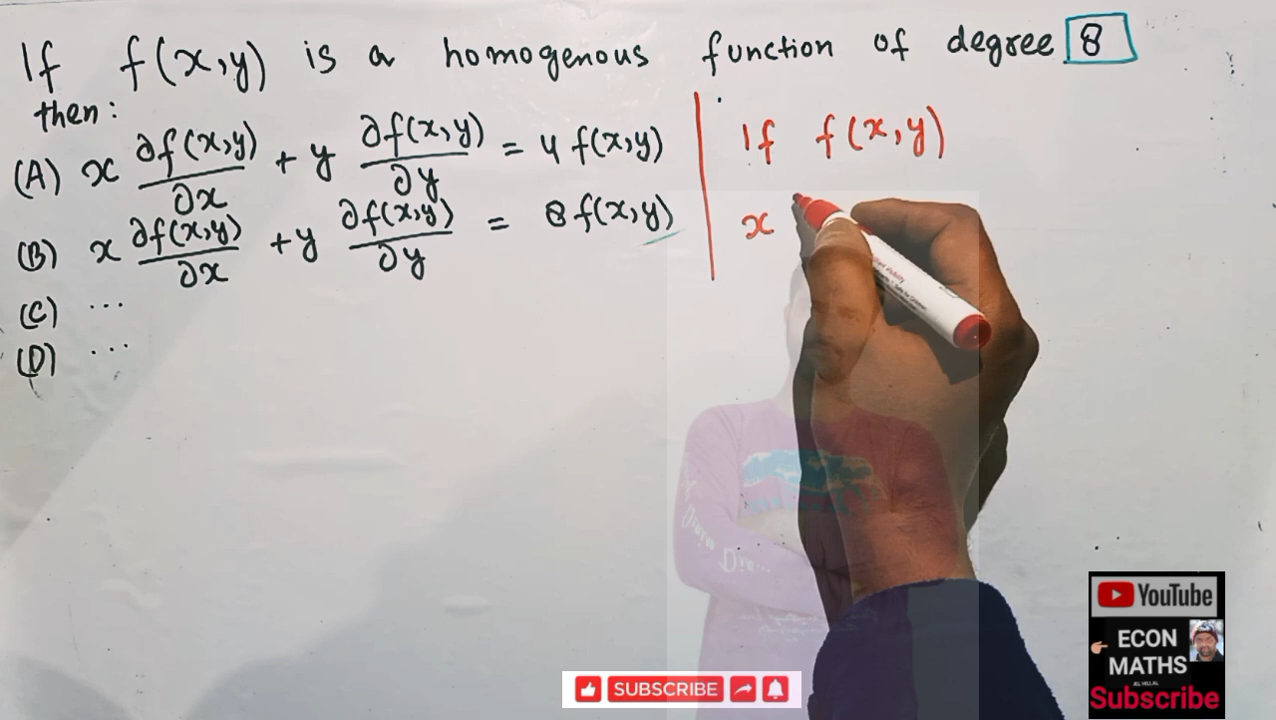 If f(x,y) is a homogenous function of degree 8
then:
(A) x ∂f(x,y)/∂x + y ∂f(x,y)/∂y = 4 f(x,y)
(B) x ∂f(x,y)/∂x + y ∂f(x,y)/∂y = 8 f(x,y)
(C) ...
(D) ...
If f(x,y)
x
YouTube
ECON
MATHS
Subscribe
SUBSCRIBE